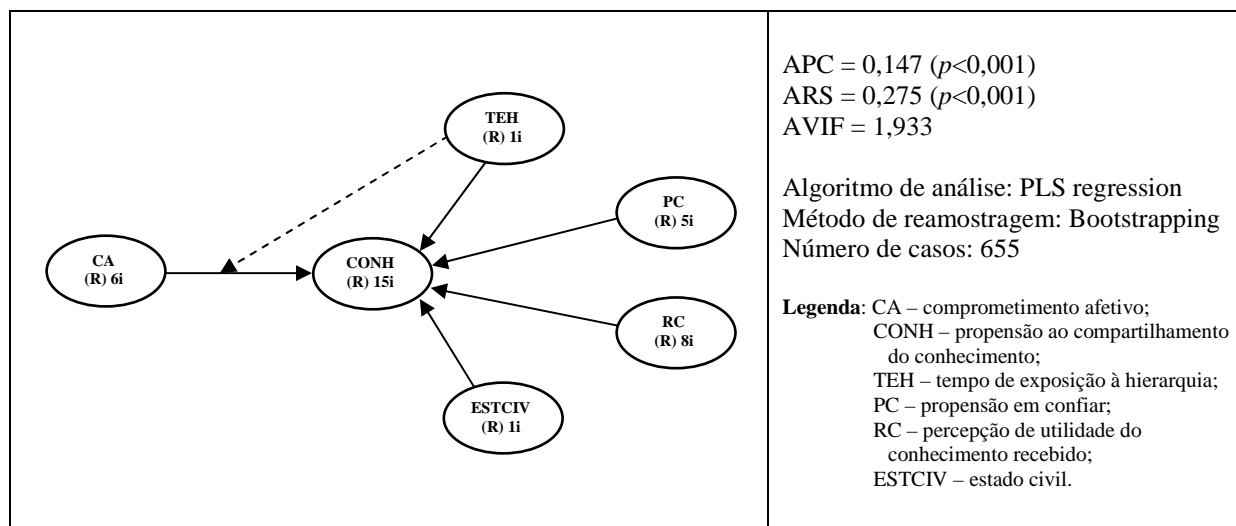 TEH
(R) 1i
PC
(R) 5i
CA
(R) 6i
CONH
(R) 15i
RC
(R) 8i
ESTCIV
(R) 1i
APC = 0,147 (p<0,001)
ARS = 0,275 (p<0,001)
AVIF = 1,933
Algoritmo de análise: PLS regression
Método de reamostragem: Bootstrapping
Número de casos: 655
Legenda: CA – comprometimento afetivo;
CONH – propensão ao compartilhamento
do conhecimento;
TEH – tempo de exposição à hierarquia;
PC – propensão em confiar;
RC – percepção de utilidade do
conhecimento recebido;
ESTCIV – estado civil.